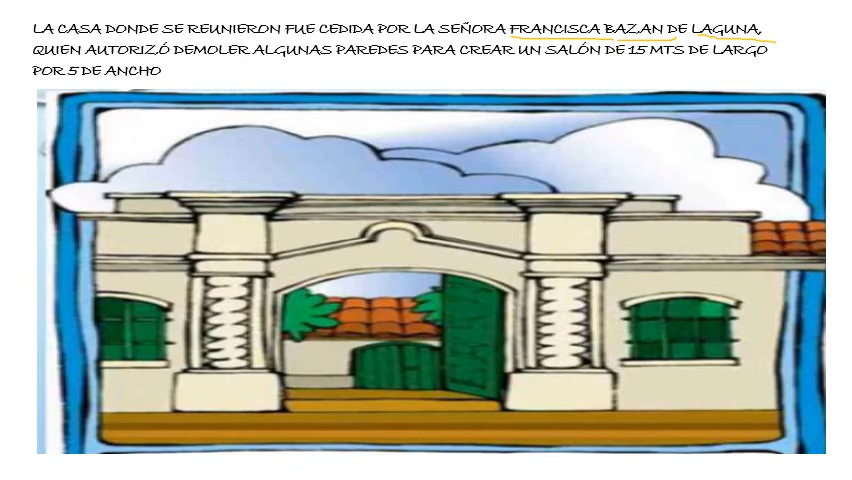 LA CASA DONDE SE REUNIERON FUE CEDIDA POR LA SEÑORA FRANCISCA BAZAN DE LAGUNA,
QUIEN AUTORIZÓ DEMOLER ALGUNAS PAREDES PARA CREAR UN SALÓN DE 15 MTS DE LARGO
POR 5 DE ANCHO